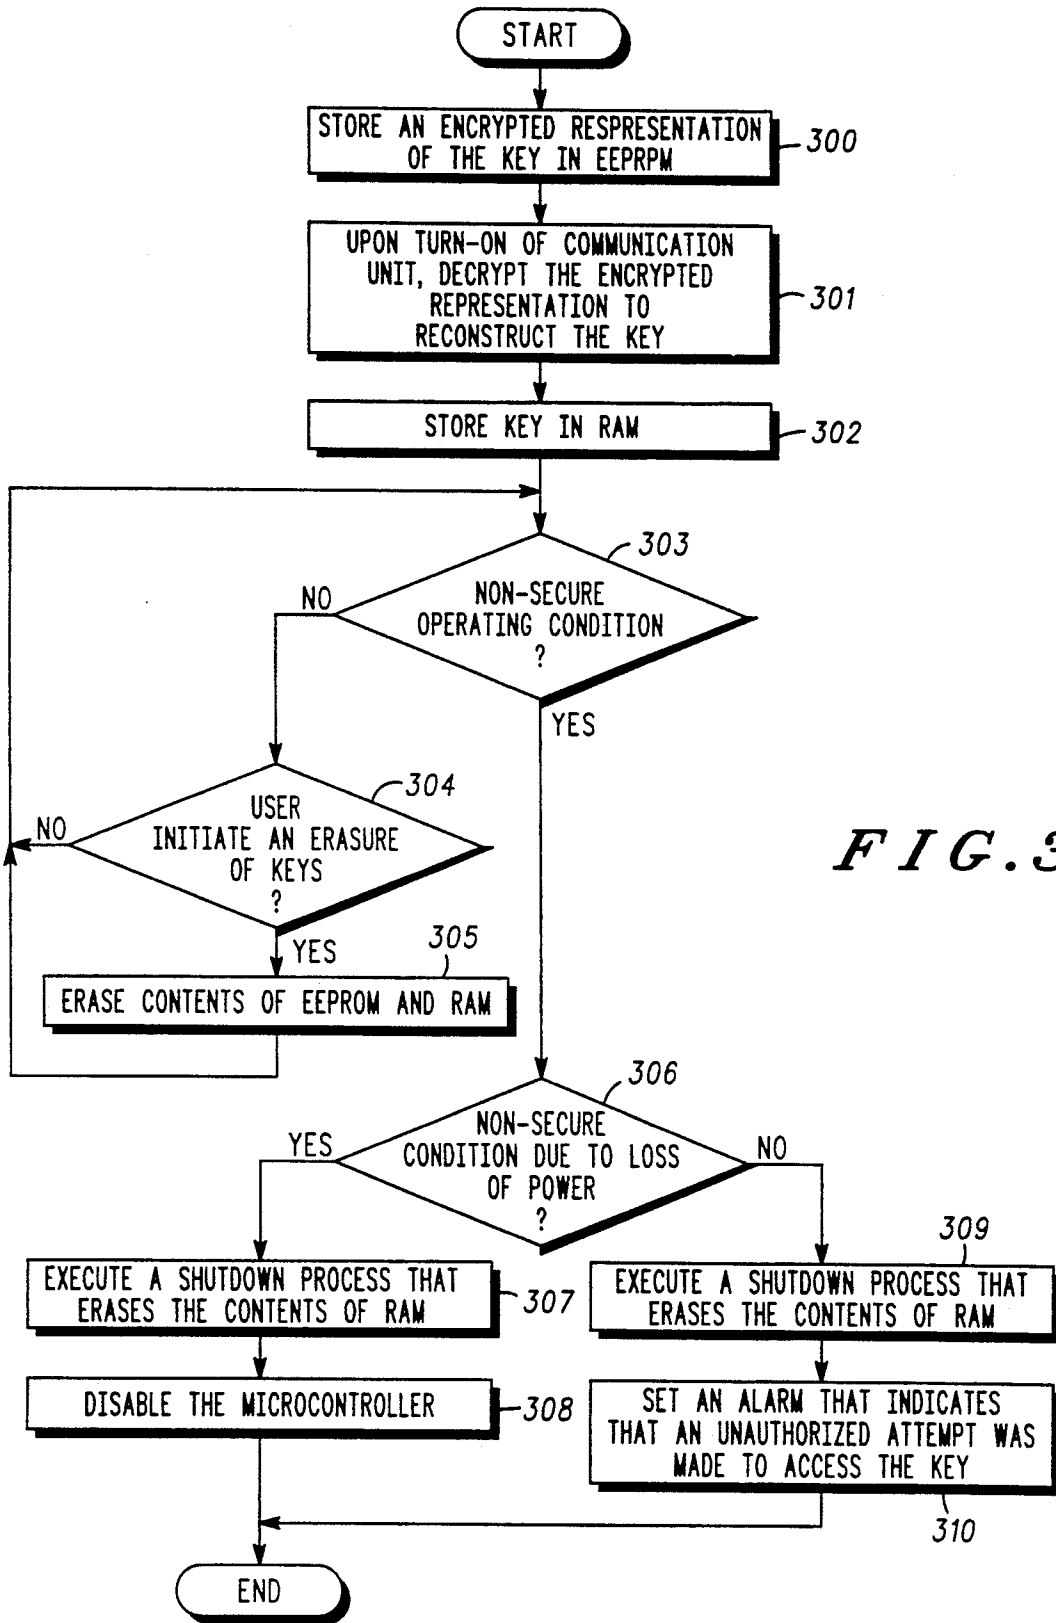 START
STORE AN ENCRYPTED RESPRESENTATION
OF THE KEY IN EEPRPM
300
UPON TURN-ON OF COMMUNICATION
UNIT, DECRYPT THE ENCRYPTED
REPRESENTATION TO
RECONSTRUCT THE KEY
301
STORE KEY IN RAM
302
303
NON-SECURE
OPERATING CONDITION
?
NO
YES
304
USER
INITIATE AN ERASURE
OF KEYS
?
NO
YES
305
ERASE CONTENTS OF EEPROM AND RAM
FIG.3
306
NON-SECURE
CONDITION DUE TO LOSS
OF POWER
?
YES
NO
EXECUTE A SHUTDOWN PROCESS THAT
ERASES THE CONTENTS OF RAM
307
DISABLE THE MICROCONTROLLER
308
309
EXECUTE A SHUTDOWN PROCESS THAT
ERASES THE CONTENTS OF RAM
SET AN ALARM THAT INDICATES
THAT AN UNAUTHORIZED ATTEMPT WAS
MADE TO ACCESS THE KEY
310
END